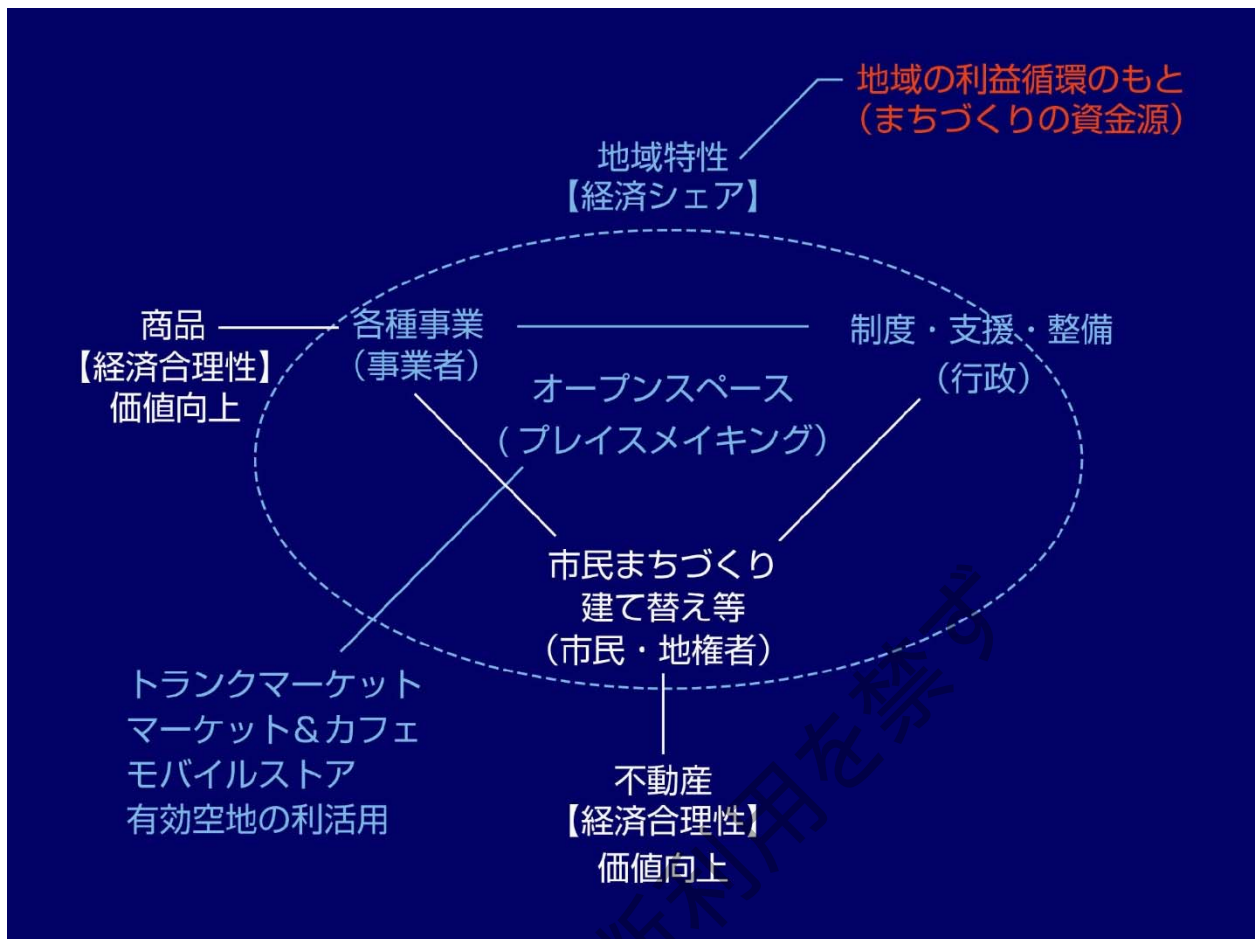 地域の利益循環のもと
（まちづくりの資金源）
地域特性
【経済シェア】
商品
【経済合理性】
価値向上
各種事業
（事業者）
制度・支援・整備
（行政）
オープンスペース
(プレイスメイキング）
市民まちづくり
建て替え等
（市民・地権者）
トランクマーケット
マーケット&カフェ
モバイルストア
有効空地の利活用
不動産
【経済合理性】
価値向上
断利用を禁ず